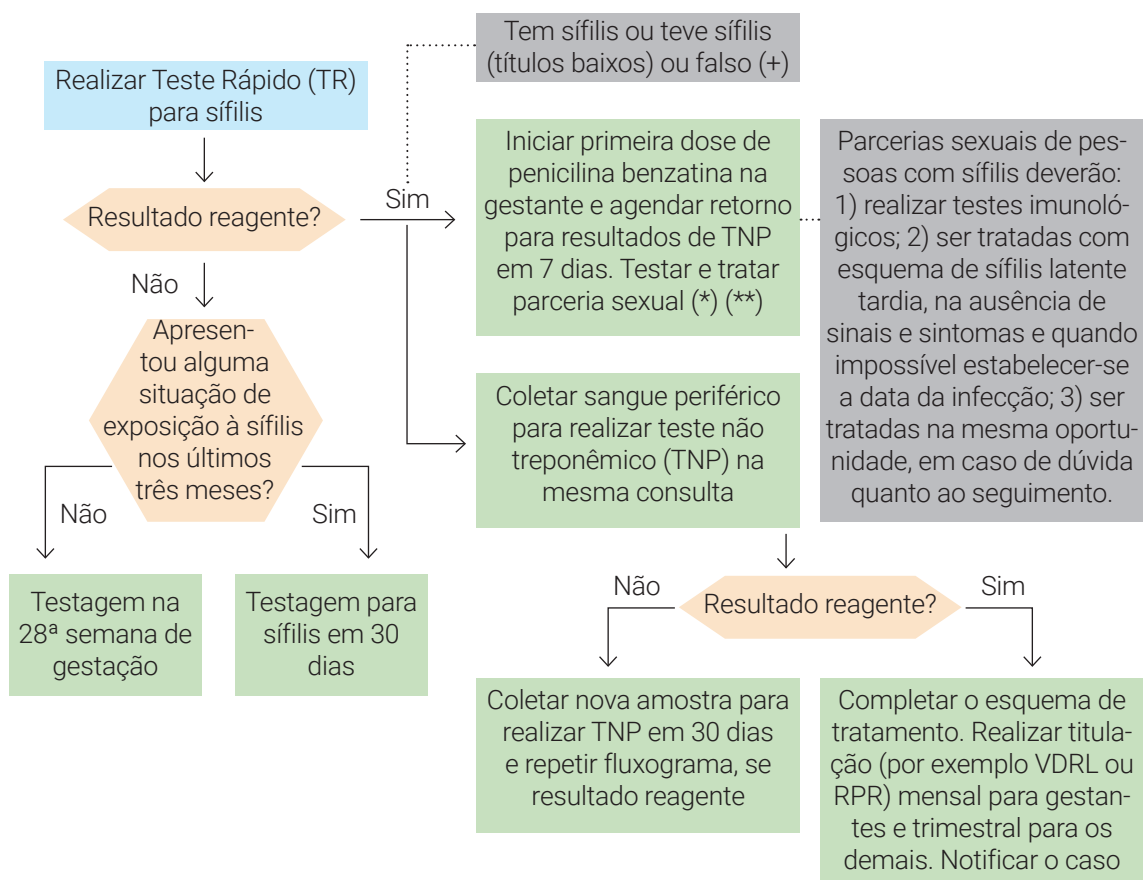 Tem sífilis ou teve sífilis
(títulos baixos) ou falso (+)
Realizar Teste Rápido (TR)
para sífilis
Resultado reagente?
Sim
Não
Iniciar primeira dose de
penicilina benzatina na
gestante e agendar retorno
para resultados de TNP
em 7 dias. Testar e tratar
parceria sexual (*) (**)
Parcerias sexuais de pes-
soas com sífilis deverão:
1) realizar testes imunoló-
gicos; 2) ser tratadas com
esquema de sífilis latente
tardia, na ausência de
sinais e sintomas e quando
impossível estabelecer-se
a data da infecção; 3) ser
tratadas na mesma oportu-
nidade, em caso de dúvida
quanto ao seguimento.
Apresen-
tou alguma
situação de
exposição à sífilis
nos últimos
três meses?
Não
Sim
Testagem na
28ª semana de
gestação
Testagem para
sífilis em 30
dias
Coletar sangue periférico
para realizar teste não
treponêmico (TNP) na
mesma consulta
Resultado reagente?
Não
Sim
Coletar nova amostra para
realizar TNP em 30 dias
e repetir fluxograma, se
resultado reagente
Completar o esquema de
tratamento. Realizar titula-
ção (por exemplo VDRL ou
RPR) mensal para gestan-
tes e trimestral para os
demais. Notificar o caso